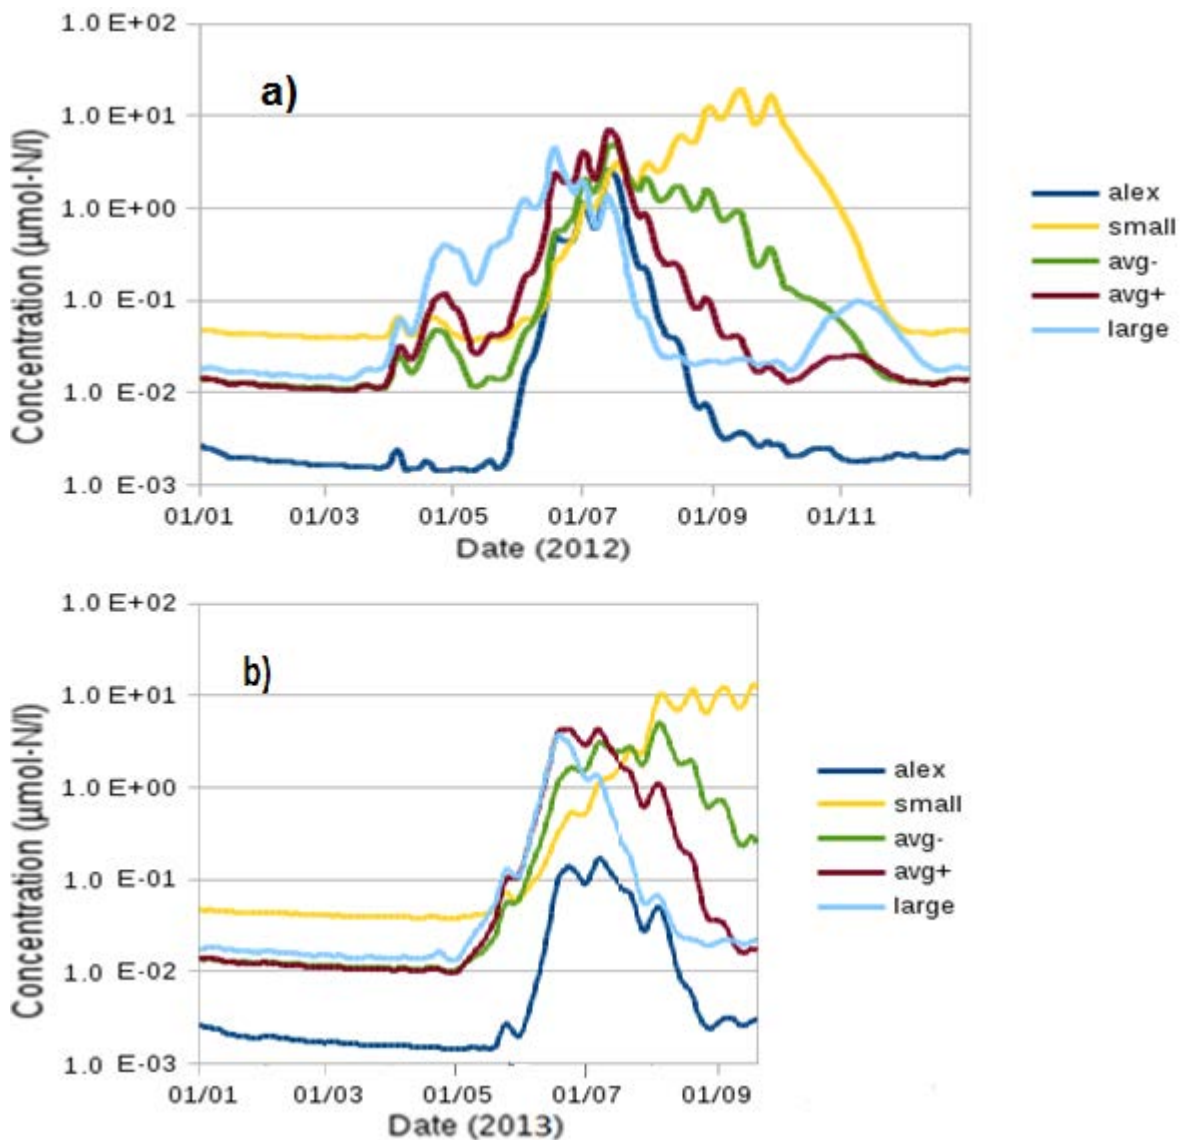 1.0 E+02
a)
1.0 E+01
1.0 E+00
1.0 E-01
1.0 E-02
1.0 E-03
Concentration (μmol·N/l)
01/01 01/03 01/05 01/07 01/09 01/11
Date (2012)
alex
small
avg-
avg+
large
1.0 E+02
b)
1.0 E+01
1.0 E+00
1.0 E-01
1.0 E-02
1.0 E-03
Concentration (μmol·N/l)
01/01 01/03 01/05 01/07 01/09
Date (2013)
alex
small
avg-
avg+
large